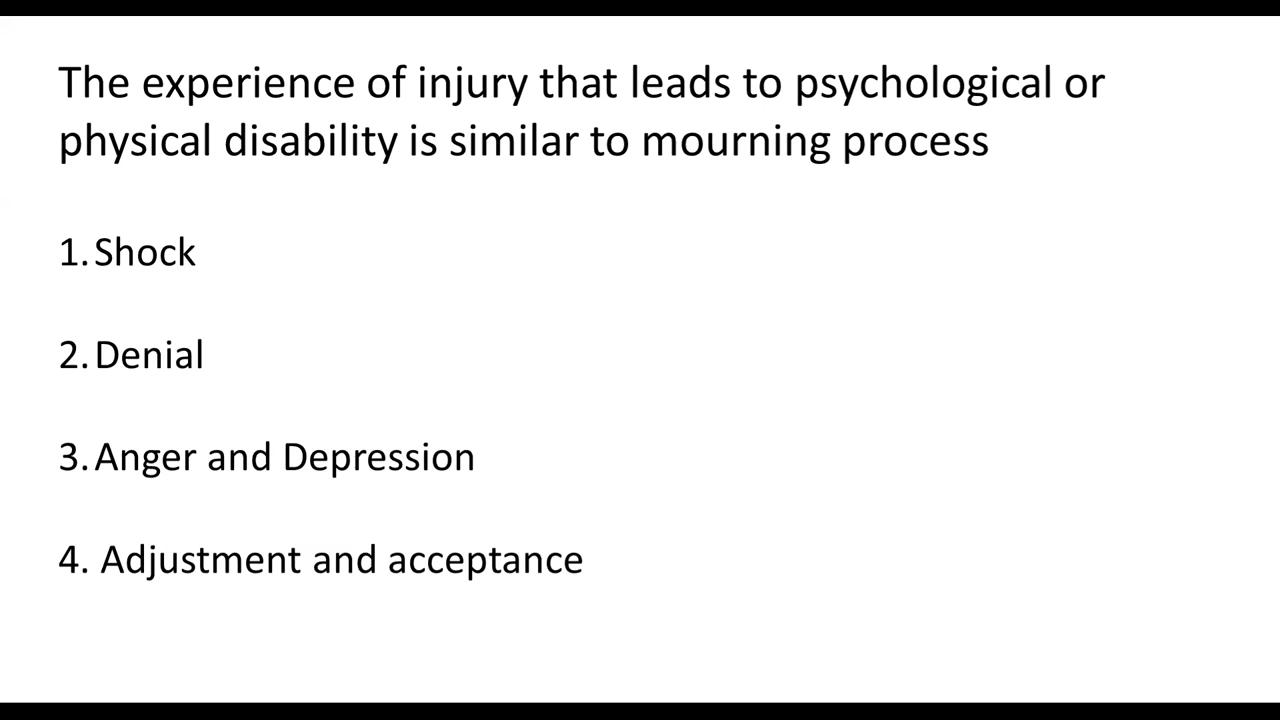 The experience of injury that leads to psychological or
physical disability is similar to mourning process
1. Shock
2. Denial
3. Anger and Depression
4. Adjustment and acceptance